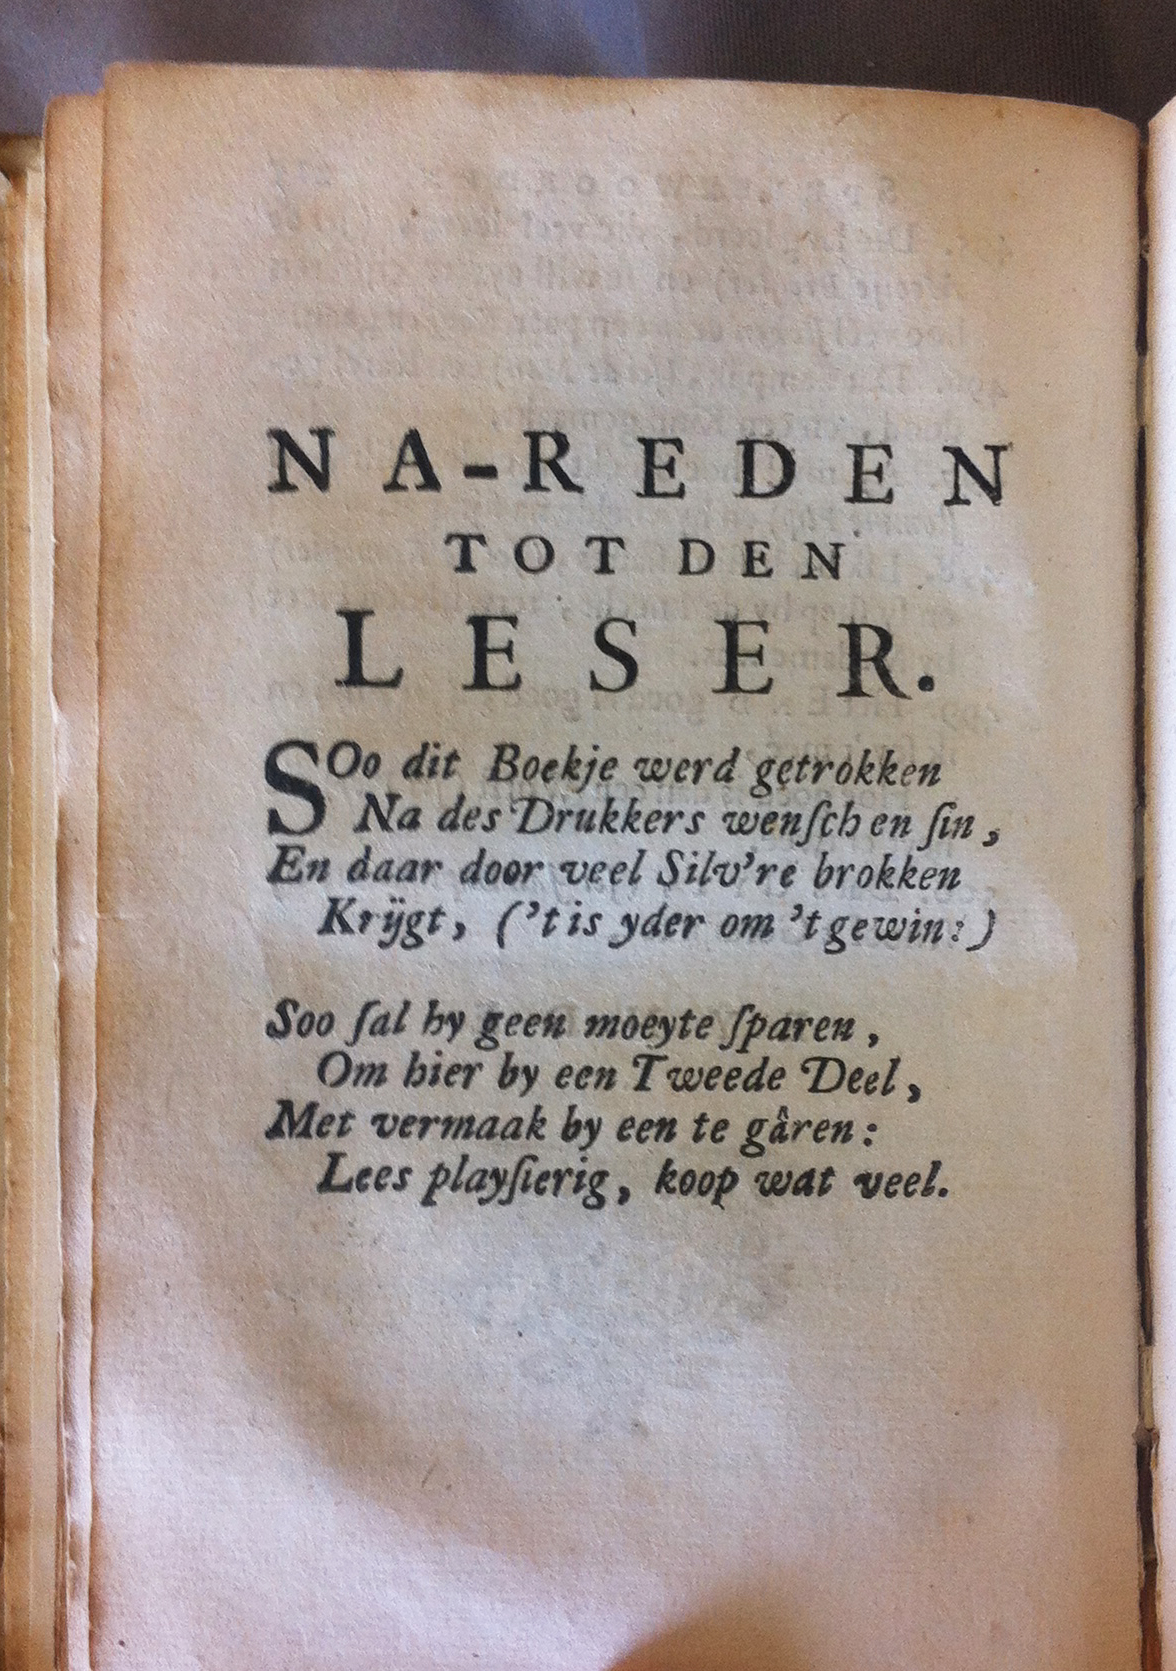 NA-REDEN
TOT DEN
LESER.
SOo dit Boekje werd getrokken
Na des Drukkers wenſch en ſin,
En daar door veel Silv're brokken
Krijgt, ('t is yder om 't gewin:)
Soo ſal hy geen moeyte ſparen,
Om hier by een Tweede Deel,
Met vermaak by een te gâren:
Lees playſierig, koop wat veel.